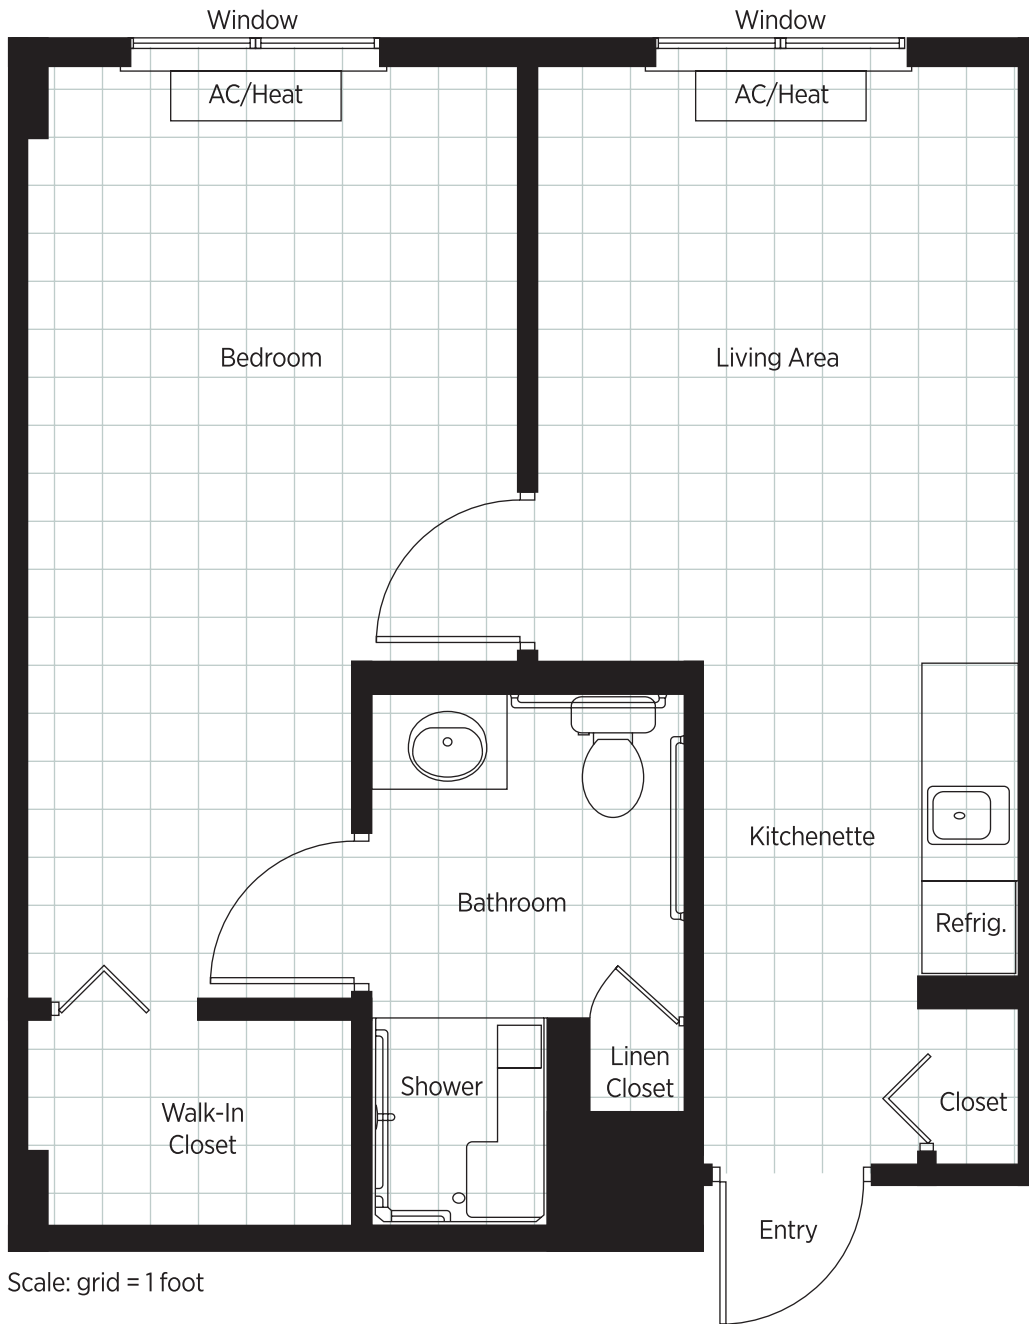 Window
Window
AC/Heat
AC/Heat
Bedroom
Living Area
Kitchenette
Bathroom
Refrig.
Linen
Closet
Shower
Closet
Walk-In
Closet
Entry
Scale: grid = 1 foot